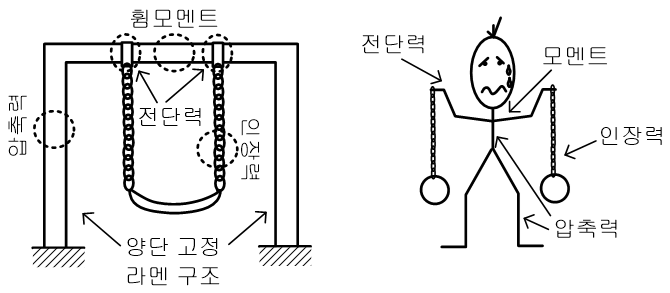 휨모멘트
전단력
압축력
인장력
양단 고정
라멘 구조
전단력
모멘트
인장력
압축력